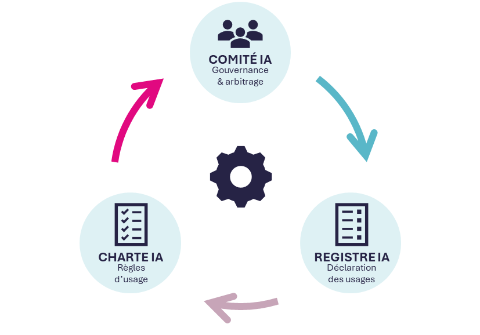 COMITÉ IA
Gouvernance
& arbitrage
CHARTE IA
Règles
d'usage
REGISTRE IA
Déclaration
des usages